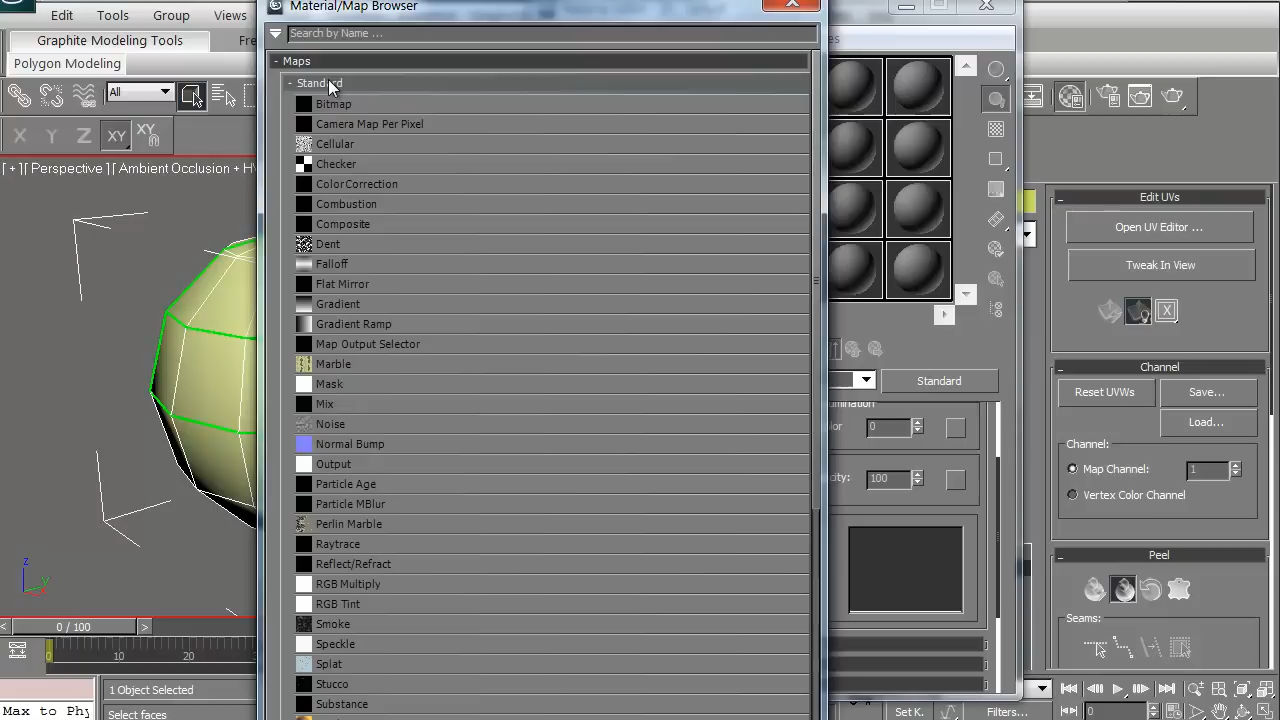 Material/Map Browser
Edit
Tools
Group
Views
Search by Name ...
Graphite Modeling Tools
Fre
es
Polygon Modeling
- Maps
- Standard
All
Bitmap
Camera Map Per Pixel
Cellular
Checker
ColorCorrection
Combustion
Composite
Dent
Falloff
Flat Mirror
Gradient
Gradient Ramp
Map Output Selector
Marble
Mask
Mix
Noise
Normal Bump
Output
Particle Age
Particle MBlur
Perlin Marble
Raytrace
Reflect/Refract
RGB Multiply
RGB Tint
Smoke
Speckle
Splat
Stucco
Substance
X Y Z XY XY
[ + ] [ Perspective ] [ Ambient Occlusion + H
z
y
< 0 / 100 >
0 10 20
1 Object Selected
Max to Phy
Select faces
Standard
0
100
Edit UVs
Open UV Editor ...
Tweak In View
X
Channel
Reset UVWs
Save...
Load...
Channel:
Map Channel:
1
Vertex Color Channel
Peel
Seams:
Set K.
Filters...
0